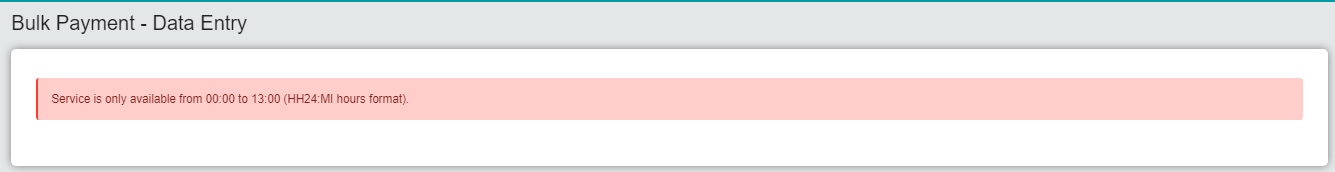 Bulk Payment - Data Entry
Service is only available from 00:00 to 13:00 (HH24:MI hours format).